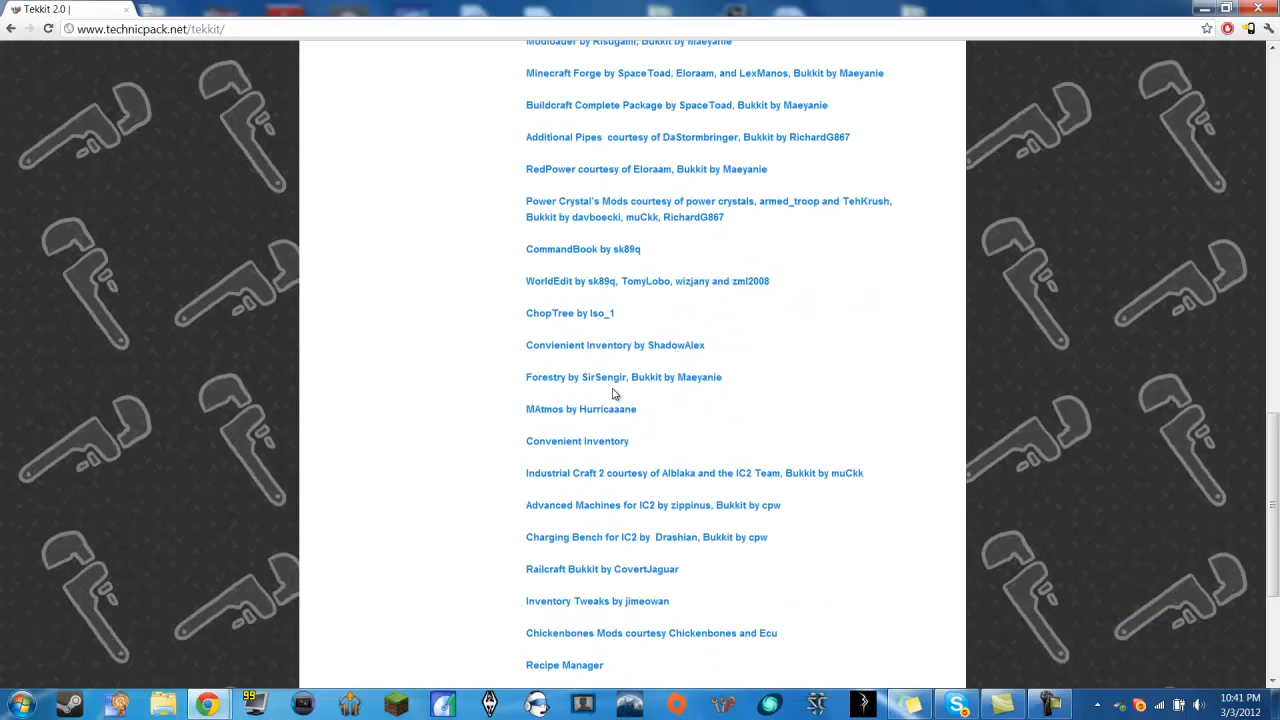 Tekkit 2.0 |
www.technicpack.net/tekkit/
Modloader by Risugami, Bukkit by Maeyanie
Minecraft Forge by SpaceToad, Eloraam, and LexManos, Bukkit by Maeyanie
Buildcraft Complete Package by SpaceToad, Bukkit by Maeyanie
Additional Pipes courtesy of DaStormbringer, Bukkit by RichardG867
RedPower courtesy of Eloraam, Bukkit by Maeyanie
Power Crystal's Mods courtesy of power crystals, armed_troop and TehKrush,
Bukkit by davboecki, muCkk, RichardG867
CommandBook by sk89q
WorldEdit by sk89q, TomyLobo, wizjany and zml2008
ChopTree by Iso_1
Convienient Inventory by ShadowAlex
Forestry by SirSengir, Bukkit by Maeyanie
MAtmos by Hurricaaane
Convenient Inventory
Industrial Craft 2 courtesy of Alblaka and the IC2 Team, Bukkit by muCkk
Advanced Machines for IC2 by zippinus, Bukkit by cpw
Charging Bench for IC2 by Drashian, Bukkit by cpw
Railcraft Bukkit by CovertJaguar
Inventory Tweaks by jimeowan
Chickenbones Mods courtesy Chickenbones and Ecu
Recipe Manager
99
10:41 PM
3/3/2012